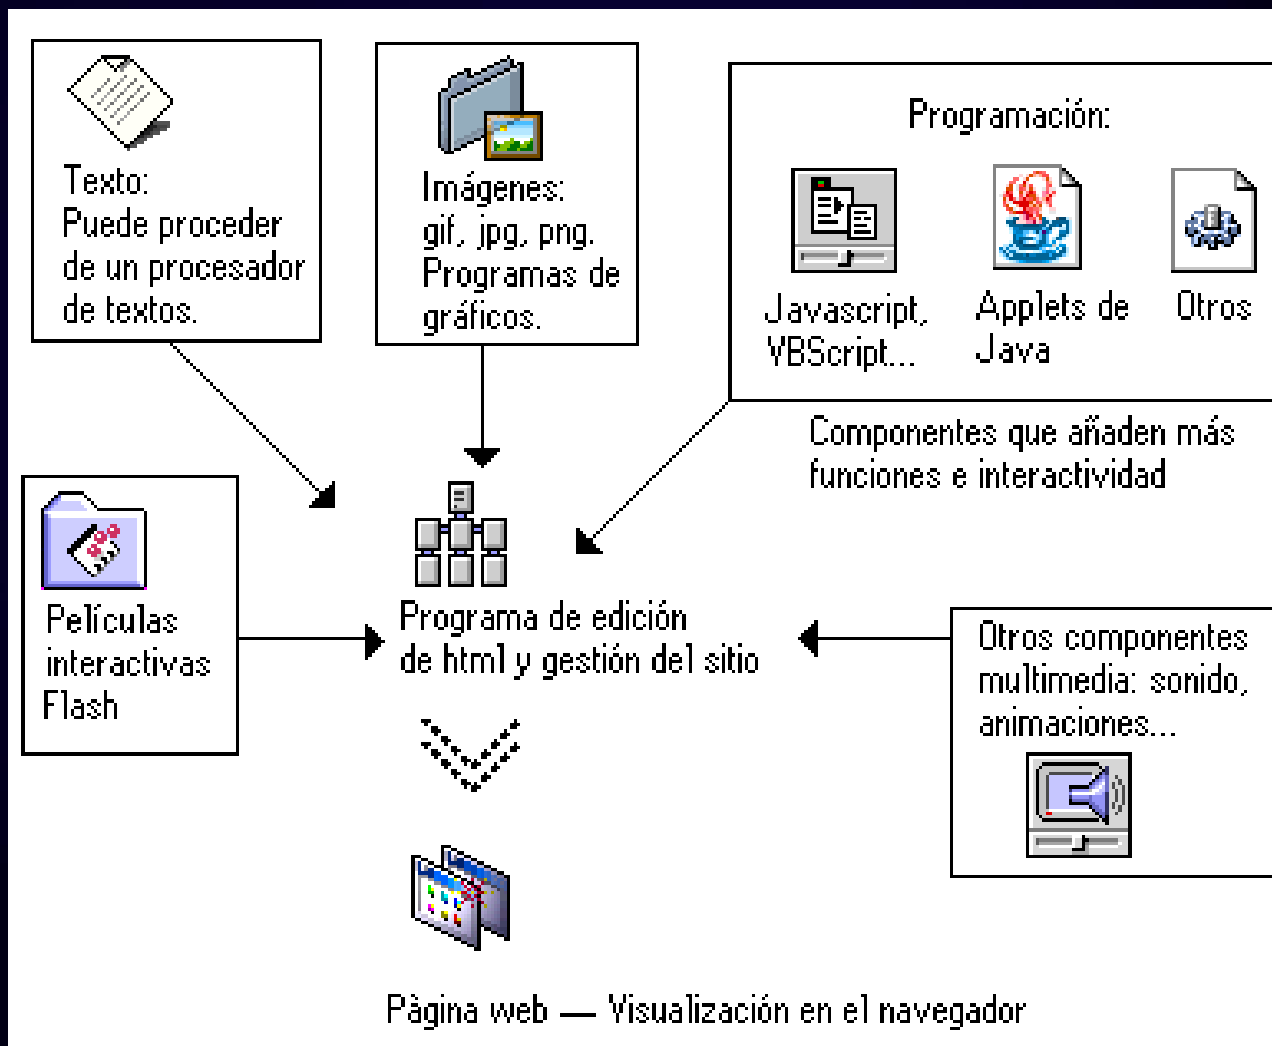 Texto:
Puede proceder
de un procesador
de textos.
Imágenes:
gif, jpg, png.
Programas de
gráficos.
Programación:
Javascript,
VBScript...
Applets de
Java
Otros
Componentes que añaden más
funciones e interactividad
Películas
interactivas
Flash
Programa de edición
de html y gestión del sitio
Otros componentes
multimedia: sonido,
animaciones...
Pàgina web — Visualización en el navegador